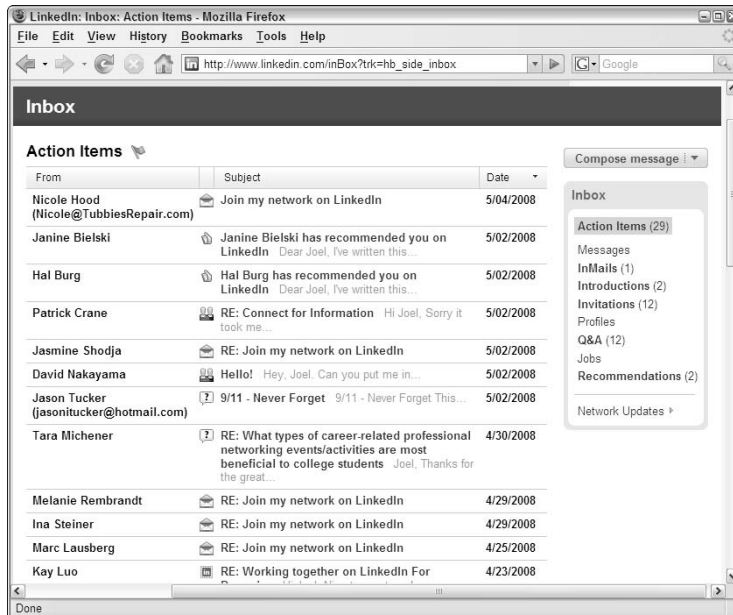 LinkedIn: Inbox: Action Items - Mozilla Firefox
File Edit View History Bookmarks Tools Help
http://www.linkedin.com/inBox?trk=hb_side_inbox
G Google
Inbox
Action Items
Compose message
From Subject Date
Nicole Hood Join my network on LinkedIn 5/04/2008
(Nicole@TubbiesRepair.com)
Janine Bielski Janine Bielski has recommended you on 5/02/2008
LinkedIn Dear Joel, I've written this...
Hal Burg Hal Burg has recommended you on 5/02/2008
LinkedIn Dear Joel, I've written this...
Patrick Crane RE: Connect for Information Hi Joel, Sorry it 5/02/2008
took me...
Jasmine Shodja RE: Join my network on LinkedIn 5/02/2008
David Nakayama Hello! Hey, Joel. Can you put me in... 5/02/2008
Jason Tucker 9/11 - Never Forget 9/11 - Never Forget This... 5/02/2008
(jasonitucker@hotmail.com)
Tara Michener RE: What types of career-related professional 4/30/2008
networking events/activities are most
beneficial to college students Joel, Thanks for
the great...
Melanie Rembrandt RE: Join my network on LinkedIn 4/29/2008
Ina Steiner RE: Join my network on LinkedIn 4/29/2008
Marc Lausberg RE: Join my network on LinkedIn 4/25/2008
Kay Luo RE: Working together on LinkedIn For 4/23/2008
Inbox
Action Items (29)
Messages
InMails (1)
Introductions (2)
Invitations (12)
Profiles
Q&A (12)
Jobs
Recommendations (2)
Network Updates
Done